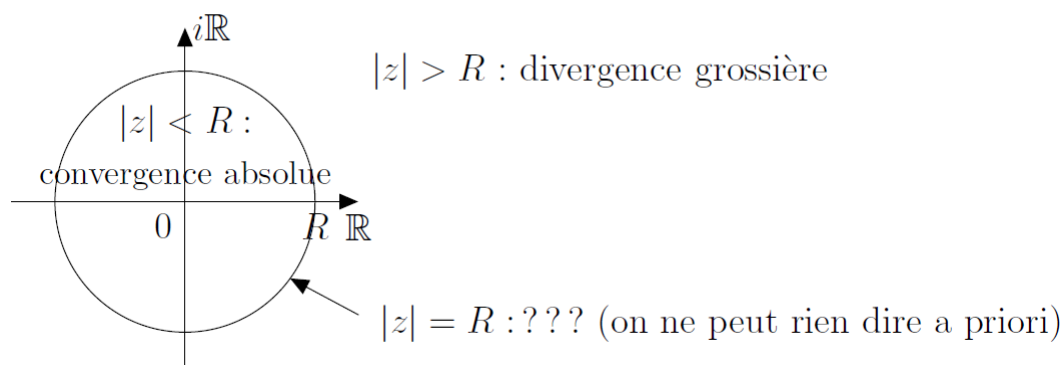 iℝ
|z| > R : divergence grossière
|z| < R :
convergence absolue
0
R ℝ
|z| = R : ? ? ? (on ne peut rien dire a priori)